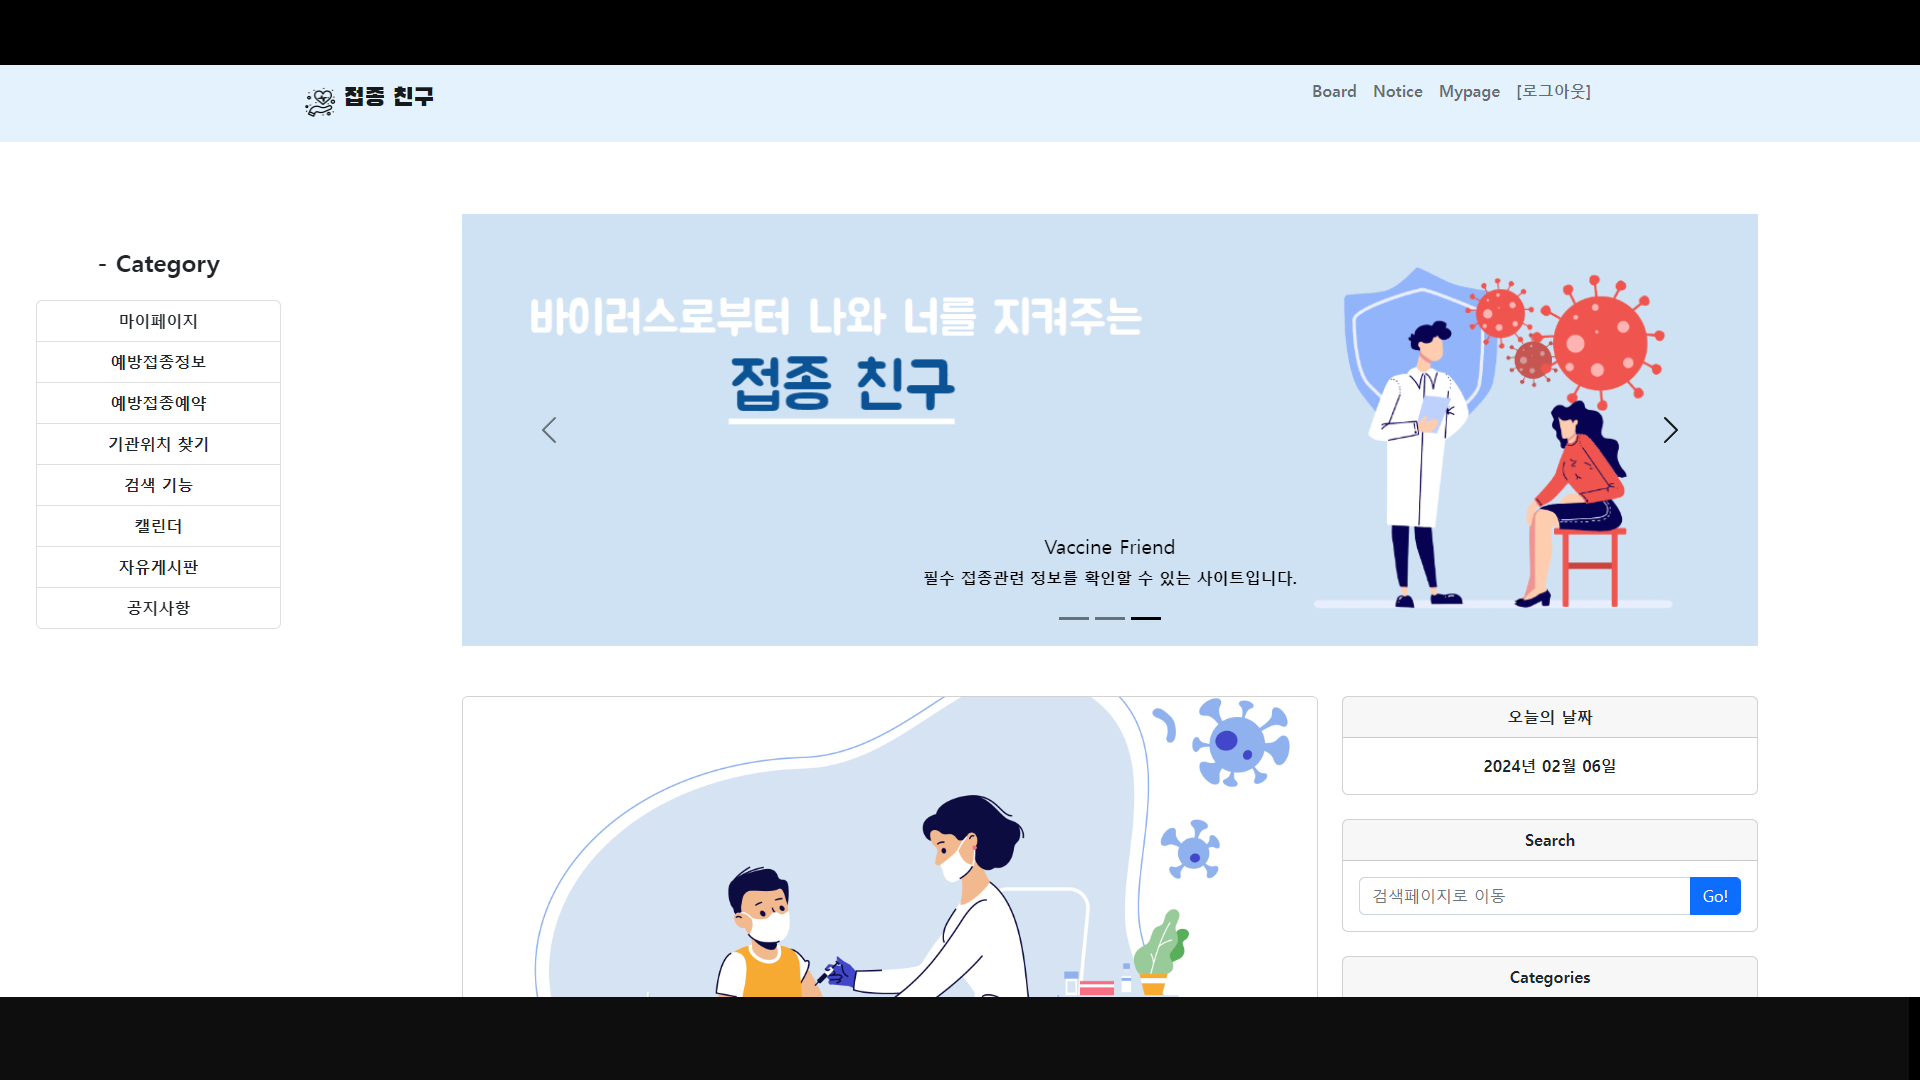 접종 친구
Board Notice Mypage [로그아웃]
- Category
마이페이지
예방접종정보
예방접종예약
기관위치 찾기
검색 기능
캘린더
자유게시판
공지사항
바이러스로부터 나와 너를 지켜주는
접종 친구
Vaccine Friend
필수 접종관련 정보를 확인할 수 있는 사이트입니다.
오늘의 날짜
2024년 02월 06일
Search
검색페이지로 이동 Go!
Categories